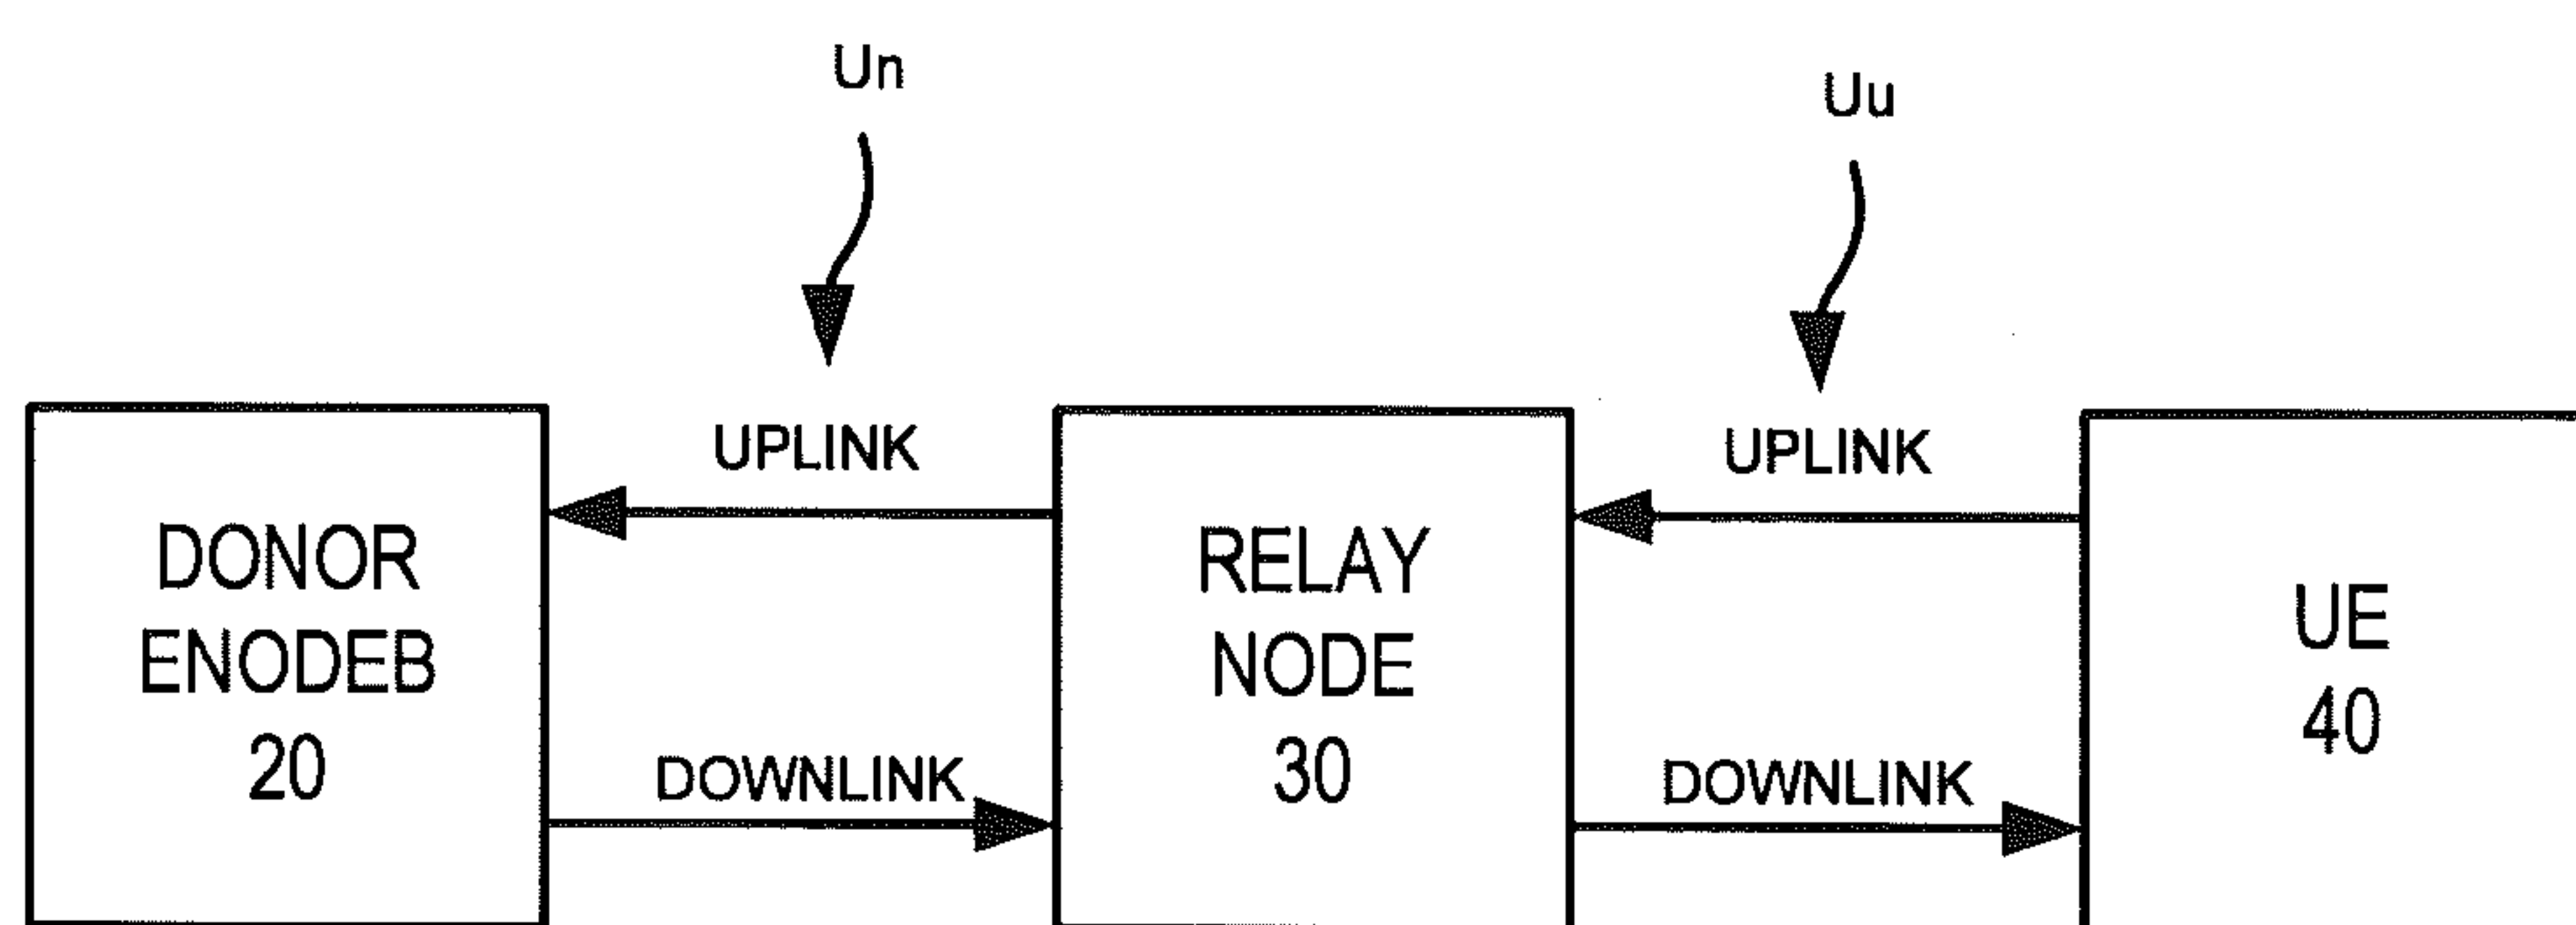 Un
Uu
UPLINK
UPLINK
DONOR
ENODEB
20
RELAY
NODE
30
UE
40
DOWNLINK
DOWNLINK